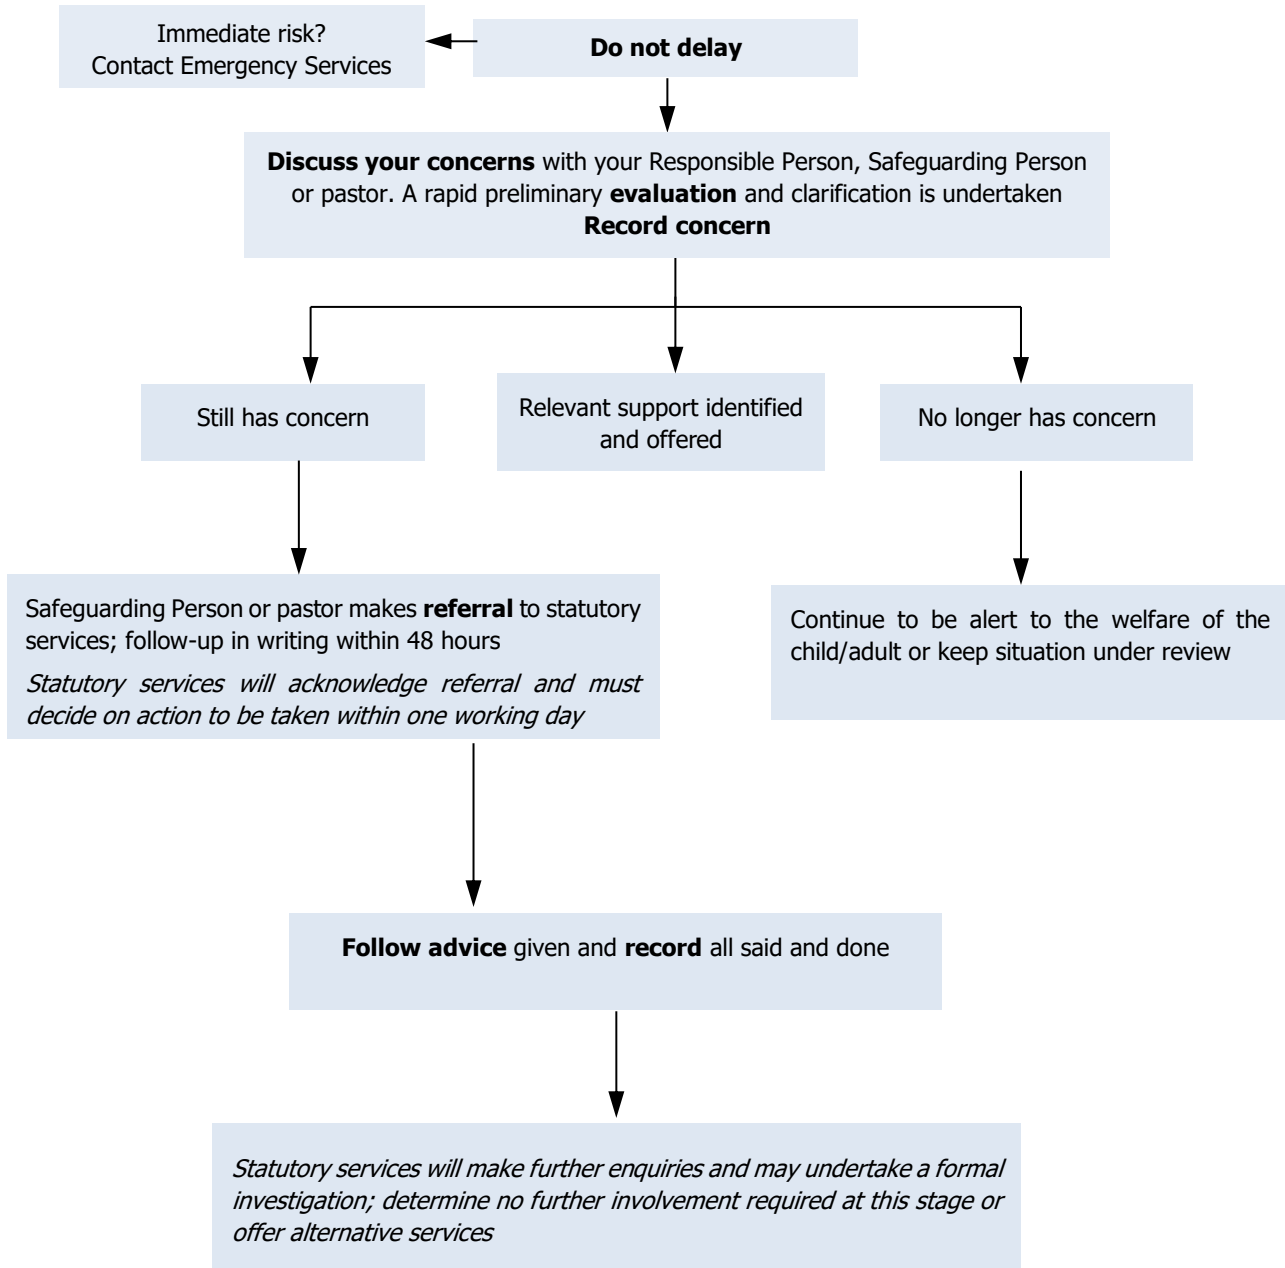 Immediate risk?
Contact Emergency Services
Do not delay
Discuss your concerns with your Responsible Person, Safeguarding Person
or pastor. A rapid preliminary evaluation and clarification is undertaken
Record concern
Still has concern
Relevant support identified
and offered
No longer has concern
Safeguarding Person or pastor makes referral to statutory
services; follow-up in writing within 48 hours
Statutory services will acknowledge referral and must
decide on action to be taken within one working day
Continue to be alert to the welfare of the
child/adult or keep situation under review
Follow advice given and record all said and done
Statutory services will make further enquiries and may undertake a formal
investigation; determine no further involvement required at this stage or
offer alternative services